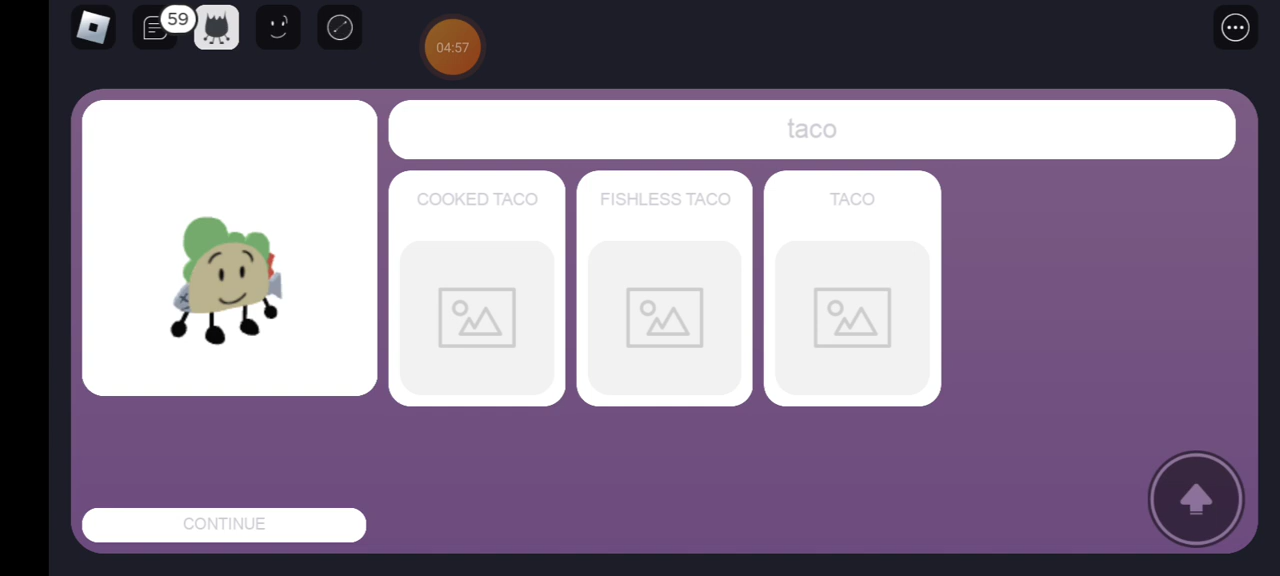 59
04:57
taco
COOKED TACO
FISHLESS TACO
TACO
CONTINUE